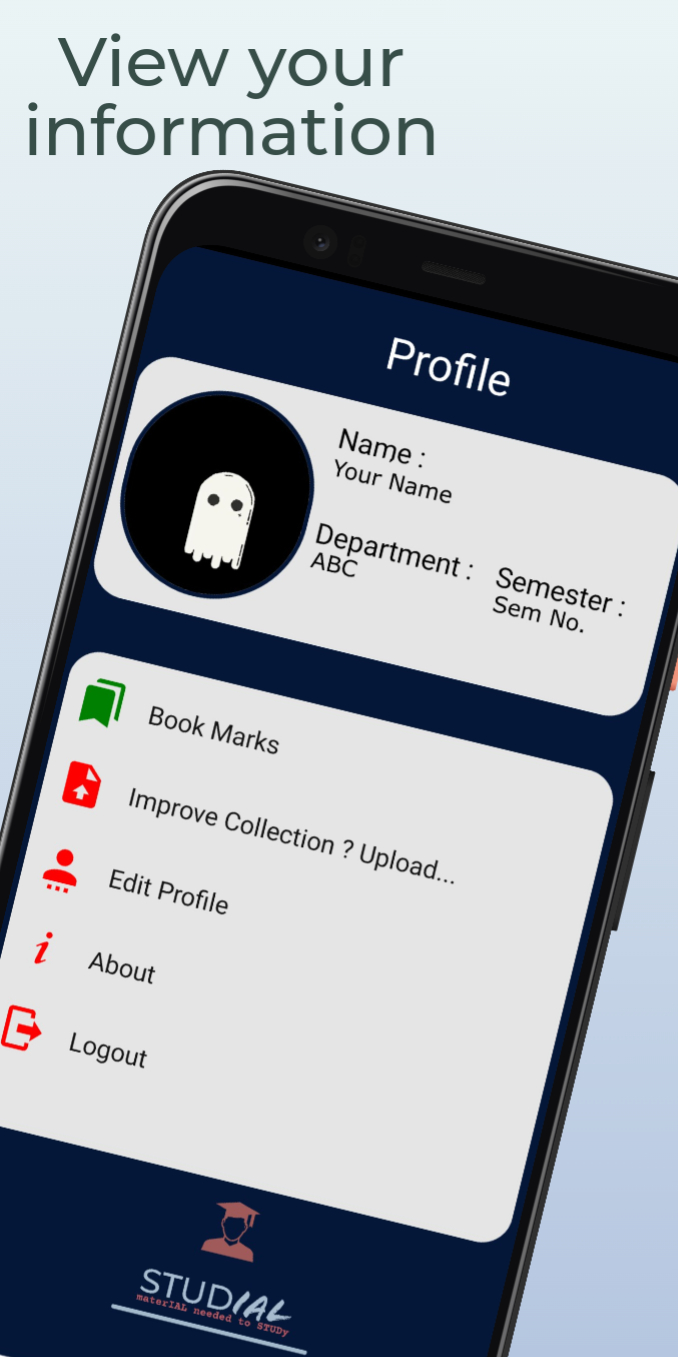 View your
information
Profile
Name :
Your Name
Department :
ABC
Semester :
Sem No.
Book Marks
Improve Collection ? Upload...
Edit Profile
i About
Logout
STUDIAL
materIAL needed to STUDy